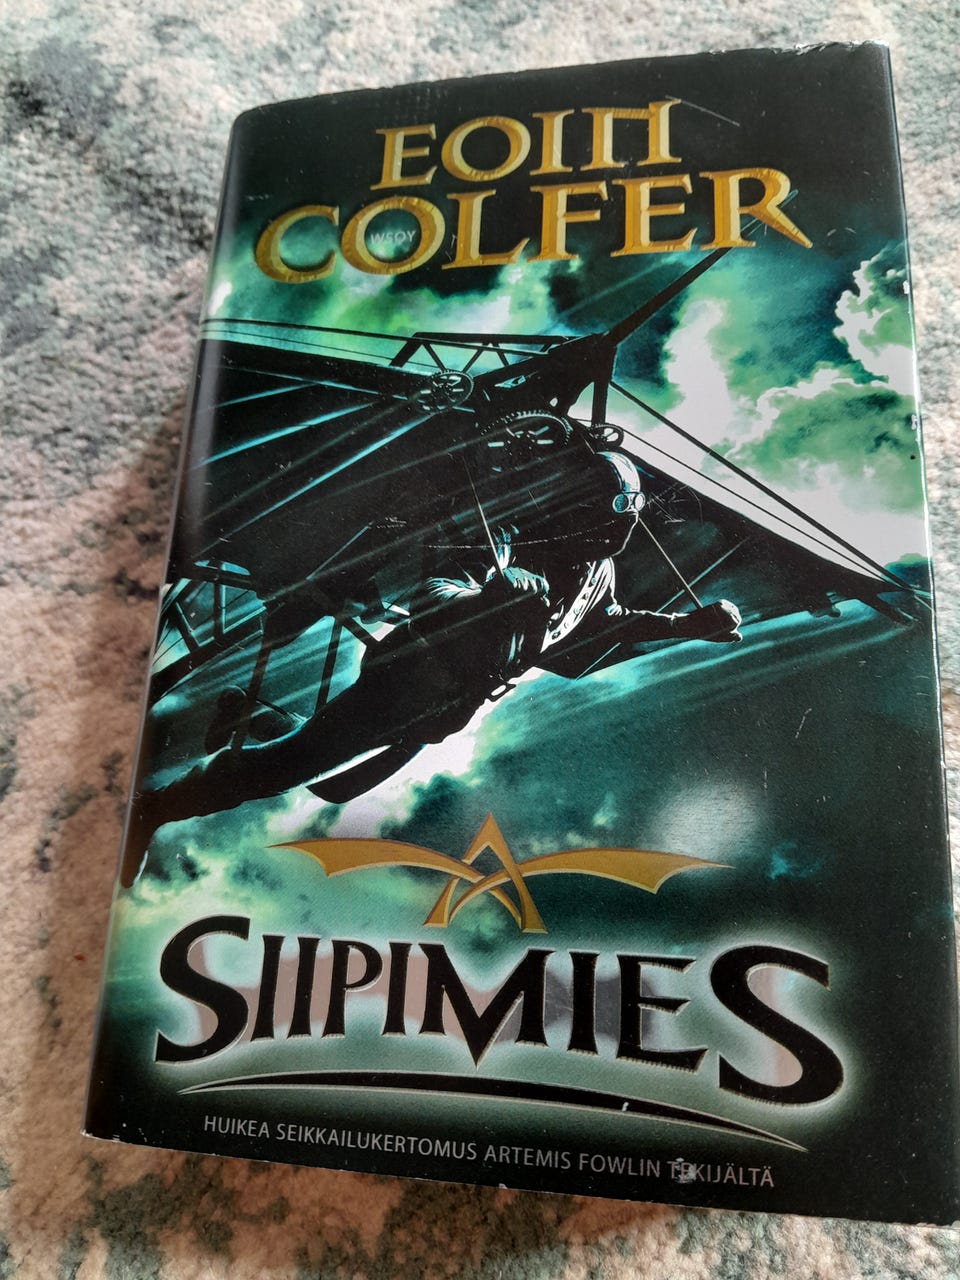 EOIN
COLFER
WSOY
SIIPIMIES
HUIKEA SEIKKAILUKERTOMUS ARTEMIS FOWLIN TEKIJÄLTÄ